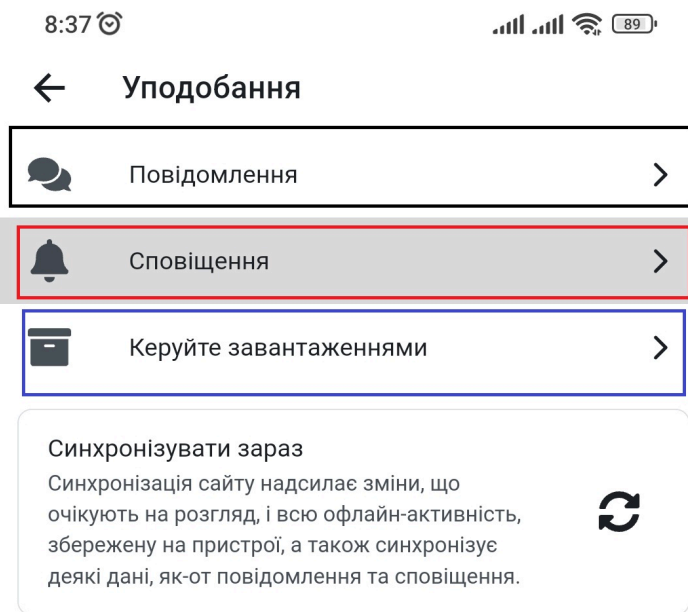 8:37
89
Уподобання
Повідомлення
Сповіщення
Керуйте завантаженнями
Синхронізувати зараз
Синхронізація сайту надсилає зміни, що
очікують на розгляд, і всю офлайн-активність,
збережену на пристрої, а також синхронізує
деякі дані, як-от повідомлення та сповіщення.